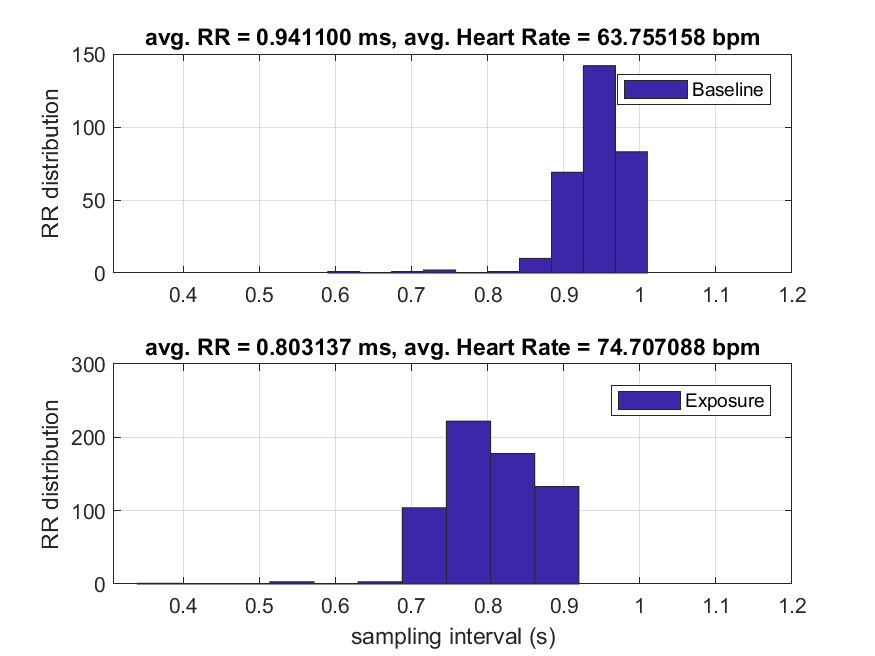 avg. RR = 0.941100 ms, avg. Heart Rate = 63.755158 bpm
150
100
50
0
RR distribution
Baseline
0.4 0.5 0.6 0.7 0.8 0.9 1 1.1 1.2
avg. RR = 0.803137 ms, avg. Heart Rate = 74.707088 bpm
300
200
100
0
RR distribution
Exposure
0.4 0.5 0.6 0.7 0.8 0.9 1 1.1 1.2
sampling interval (s)